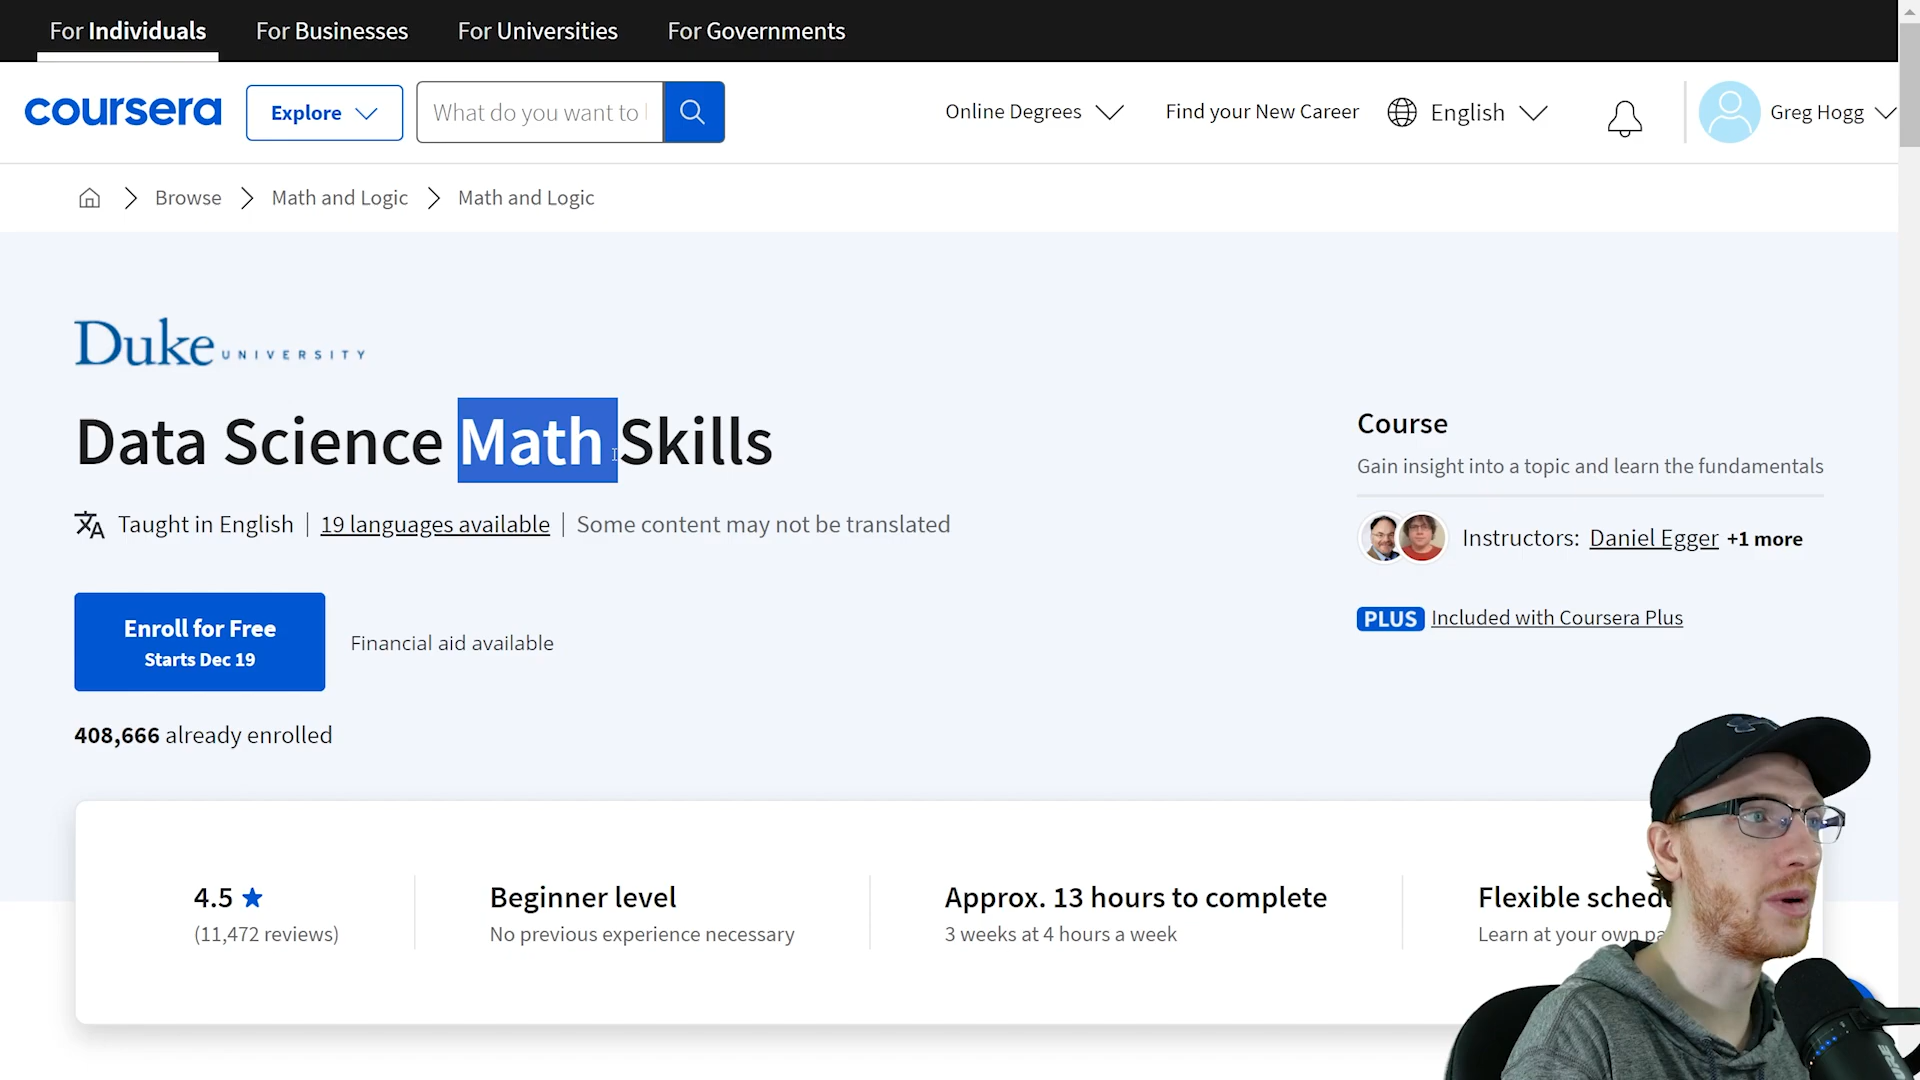 For Individuals For Businesses For Universities For Governments
coursera Explore What do you want to l Online Degrees Find your New Career English Greg Hogg
Browse Math and Logic Math and Logic
Duke UNIVERSITY
Data Science Math Skills
Taught in English | 19 languages available | Some content may not be translated
Enroll for Free
Starts Dec 19
Financial aid available
408,666 already enrolled
Course
Gain insight into a topic and learn the fundamentals
Instructors: Daniel Egger +1 more
PLUS Included with Coursera Plus
4.5
(11,472 reviews)
Beginner level
No previous experience necessary
Approx. 13 hours to complete
3 weeks at 4 hours a week
Flexible sched
Learn at your own pa